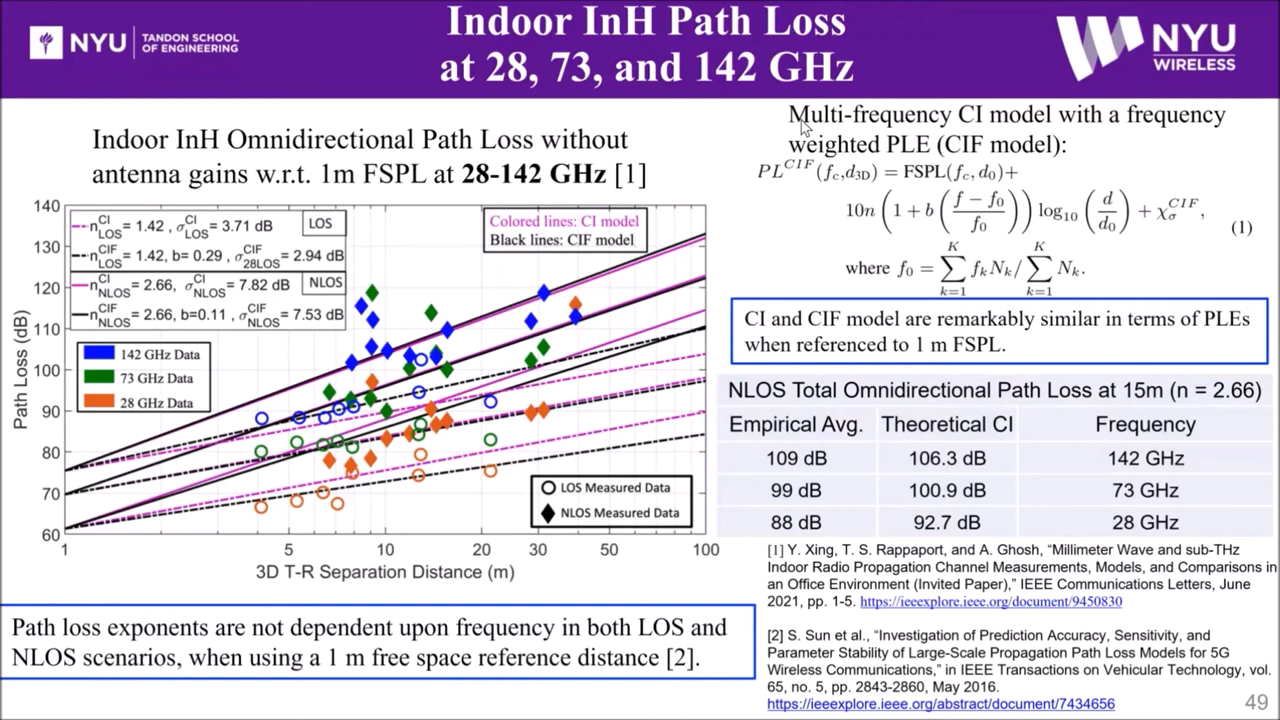 NYU
TANDON SCHOOL
OF ENGINEERING
Indoor InH Path Loss
at 28, 73, and 142 GHz
NYU
WIRELESS
Indoor InH Omnidirectional Path Loss without
antenna gains w.r.t. 1m FSPL at 28-142 GHz [1]
Path Loss (dB)
140
130
120
110
100
90
80
70
60
1
5
10
20
30
50
100
3D T-R Separation Distance (m)
n^CI_LOS = 1.42 , σ^CI_LOS = 3.71 dB
LOS
n^CIF_LOS = 1.42, b= 0.29, σ^CIF_28LOS = 2.94 dB
n^CI_NLOS = 2.66, σ^CI_NLOS = 7.82 dB
NLOS
n^CIF_NLOS = 2.66, b=0.11 , σ^CIF_NLOS = 7.53 dB
Colored lines: CI model
Black lines: CIF model
142 GHz Data
73 GHz Data
28 GHz Data
LOS Measured Data
NLOS Measured Data
Path loss exponents are not dependent upon frequency in both LOS and
NLOS scenarios, when using a 1 m free space reference distance [2].
Multi-frequency CI model with a frequency
weighted PLE (CIF model):
PL^CIF(f_c,d_3D) = FSPL(f_c, d_0)+
10n (1 + b ((f − f_0)/f_0)) log_10 (d/d_0) + χ^CIF_σ,
(1)
where f_0 = ∑^K_k=1 f_k N_k / ∑^K_k=1 N_k.
CI and CIF model are remarkably similar in terms of PLEs
when referenced to 1 m FSPL.
NLOS Total Omnidirectional Path Loss at 15m (n = 2.66)
Empirical Avg. Theoretical CI Frequency
109 dB 106.3 dB 142 GHz
99 dB 100.9 dB 73 GHz
88 dB 92.7 dB 28 GHz
[1] Y. Xing, T. S. Rappaport, and A. Ghosh, “Millimeter Wave and sub-THz
Indoor Radio Propagation Channel Measurements, Models, and Comparisons in
an Office Environment (Invited Paper),” IEEE Communications Letters, June
2021, pp. 1-5. https://ieeexplore.ieee.org/document/9450830
[2] S. Sun et al., “Investigation of Prediction Accuracy, Sensitivity, and
Parameter Stability of Large-Scale Propagation Path Loss Models for 5G
Wireless Communications,” in IEEE Transactions on Vehicular Technology, vol.
65, no. 5, pp. 2843-2860, May 2016.
https://ieeexplore.ieee.org/abstract/document/7434656
49